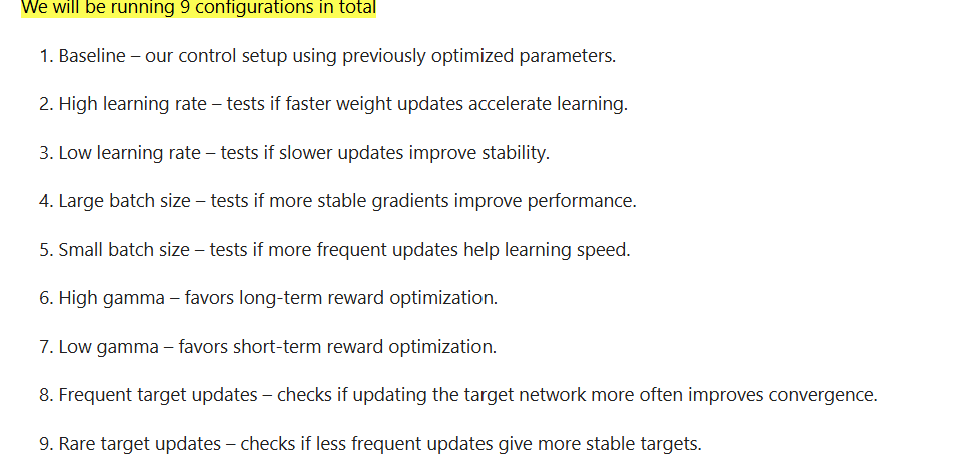 We will be running 9 configurations in total
1. Baseline – our control setup using previously optimized parameters.
2. High learning rate – tests if faster weight updates accelerate learning.
3. Low learning rate – tests if slower updates improve stability.
4. Large batch size – tests if more stable gradients improve performance.
5. Small batch size – tests if more frequent updates help learning speed.
6. High gamma – favors long-term reward optimization.
7. Low gamma – favors short-term reward optimization.
8. Frequent target updates – checks if updating the target network more often improves convergence.
9. Rare target updates – checks if less frequent updates give more stable targets.